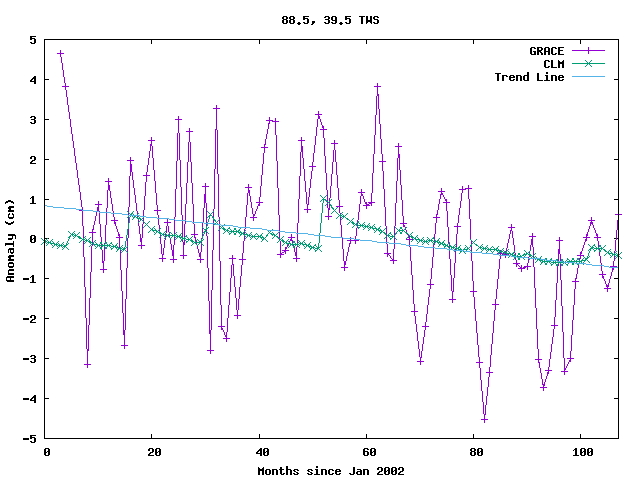 88.5, 39.5 TWS
GRACE
CLM
Trend Line
5
4
3
2
1
0
-1
-2
-3
-4
-5
Anomaly (cm)
0 20 40 60 80 100
Months since Jan 2002